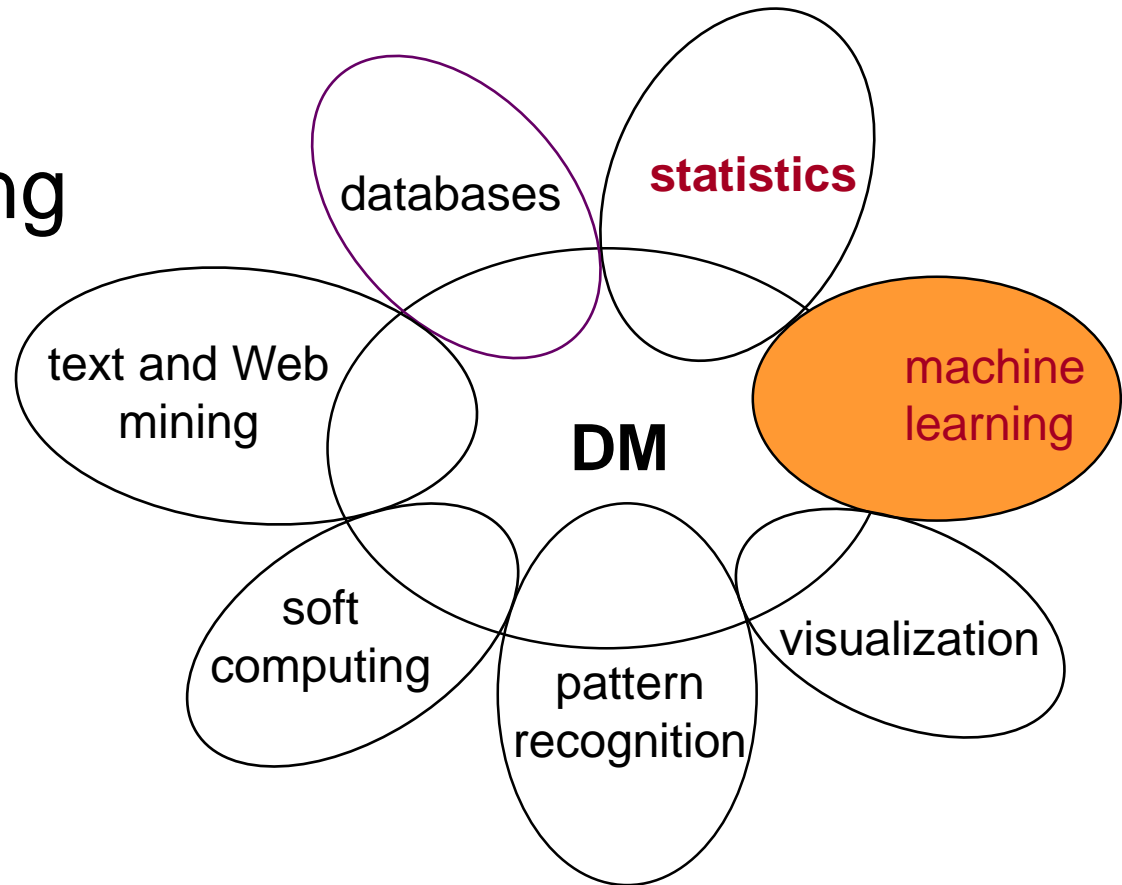 ng
databases
statistics
text and Web
mining
machine
learning
DM
soft
computing
pattern
recognition
visualization